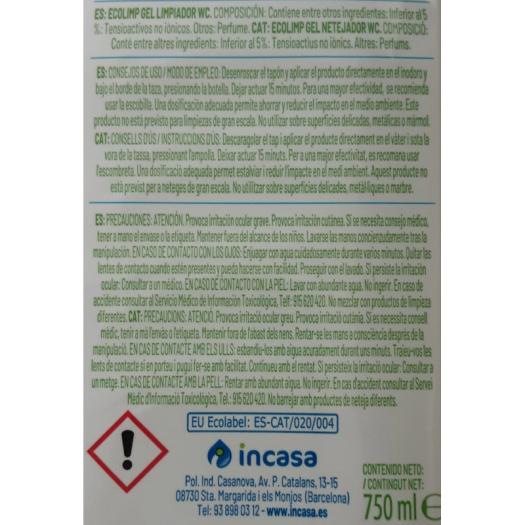 ES: ECOLIMP GEL LIMPIADOR WC. COMPOSICIÓN: Contiene entre otros ingredientes: Inferior al 5
%: Tensioactivos no iónicos. Otros: Perfume. CAT: ECOLIMP GEL NETEJADOR WC. COMPOSICIÓ:
Conté entre altres ingredients: Inferior al 5%: Tensioactius no iònics. Altres: Perfum.
ES: CONSEJOS DE USO / MODO DE EMPLEO: Desenroscar el tapón y aplicar el producto directamente en el inodoro y
bajo el borde de la taza, presionando la botella. Dejar actuar 15 minutos. Para una mayor efectividad, se recomienda
usar la escobilla. Una dosificación adecuada permite ahorrar y reducir el impacto en el medio ambiente. Este
producto no está previsto para limpiezas de gran escala. No utilizar sobre superficies delicadas, metálicas o mármol.
CAT: CONSELLS D'ÚS / INSTRUCCIONS D'ÚS: Descaragolar el tap i aplicar el producte directament en el vàter i sota la
vora de la tassa, pressionant l'ampolla. Deixar actuar 15 minuts. Per a una major efectivitat, es recomana usar
l'escombreta. Una dosificació adequada permet estalviar i reduir l'impacte en el medi ambient. Aquest producte no
està previst per a neteges de gran escala. No utilitzar sobre superfícies delicades, metàl·liques o marbre.
ES: PRECAUCIONES: ATENCIÓN. Provoca irritación ocular grave. Provoca irritación cutánea. Si se necesita consejo médico,
tener a mano el envase o la etiqueta. Mantener fuera del alcance de los niños. Lavarse las manos concienzudamente tras la
manipulación. EN CASO DE CONTACTO CON LOS OJOS: Enjuagar con agua cuidadosamente durante varios minutos. Quitar las
lentes de contacto cuando estén presentes y pueda hacerse con facilidad. Proseguir con el lavado. Si persiste la irritación
ocular: Consultar a un médico. EN CASO DE CONTACTO CON LA PIEL: Lavar con abundante agua. No ingerir. En caso de
accidente consultar al Servicio Médico de Información Toxicológica, Telf: 915 620 420. No mezclar con productos de limpieza
diferentes. CAT: PRECAUCIONS: ATENCIÓ. Provoca irritació ocular greu. Provoca irritació cutània. Si es necessita consell
mèdic, tenir a mà l'envàs o l'etiqueta. Mantenir fora de l'abast dels nens. Rentar-se les mans a consciència després de la
manipulació. EN CAS DE CONTACTE AMB ELS ULLS: esbandiu-los amb aigua acuradament durant uns minuts. Traieu-vos les
lents de contacte si en porteu i pugui fer-se amb facilitat. Continueu amb el rentat. Si persisteix la irritació ocular: Consultar a
un metge. EN CAS DE CONTACTE AMB LA PELL: Rentar amb abundant aigua. No ingerir. En cas d'accident consultar al Servei
Mèdic d'Informació Toxicològica, Tel.: 915 620 420. No barrejar amb productes de neteja diferents.
EU Ecolabel: ES-CAT/020/004
incasa
Pol. Ind. Casanova, Av. P. Catalans, 13-15
08730 Sta. Margarida i els Monjos (Barcelona)
Tel: 93 898 03 12 - www.incasa.es
CONTENIDO NETO:
/ CONTINGUT NET:
750 ml e